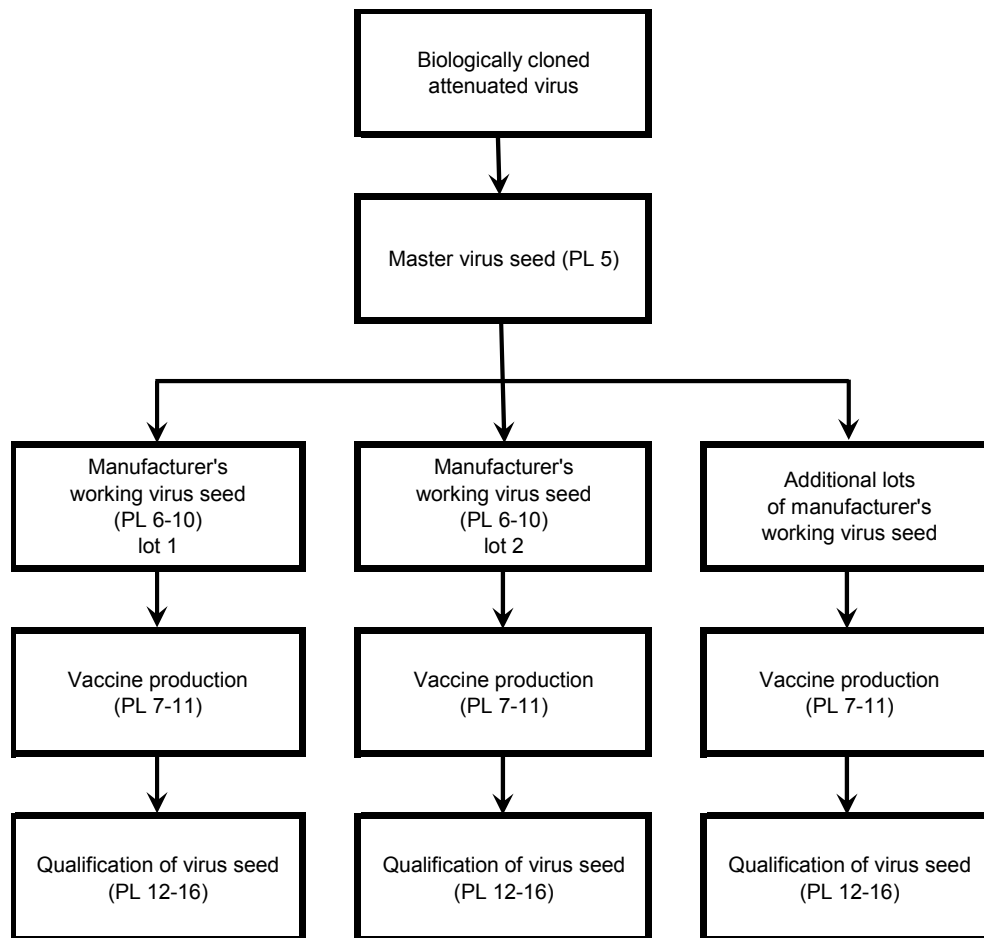 Biologically cloned
attenuated virus
Master virus seed (PL 5)
Manufacturer's
working virus seed
(PL 6-10)
lot 1
Manufacturer's
working virus seed
(PL 6-10)
lot 2
Additional lots
of manufacturer's
working virus seed
Vaccine production
(PL 7-11)
Vaccine production
(PL 7-11)
Vaccine production
(PL 7-11)
Qualification of virus seed
(PL 12-16)
Qualification of virus seed
(PL 12-16)
Qualification of virus seed
(PL 12-16)